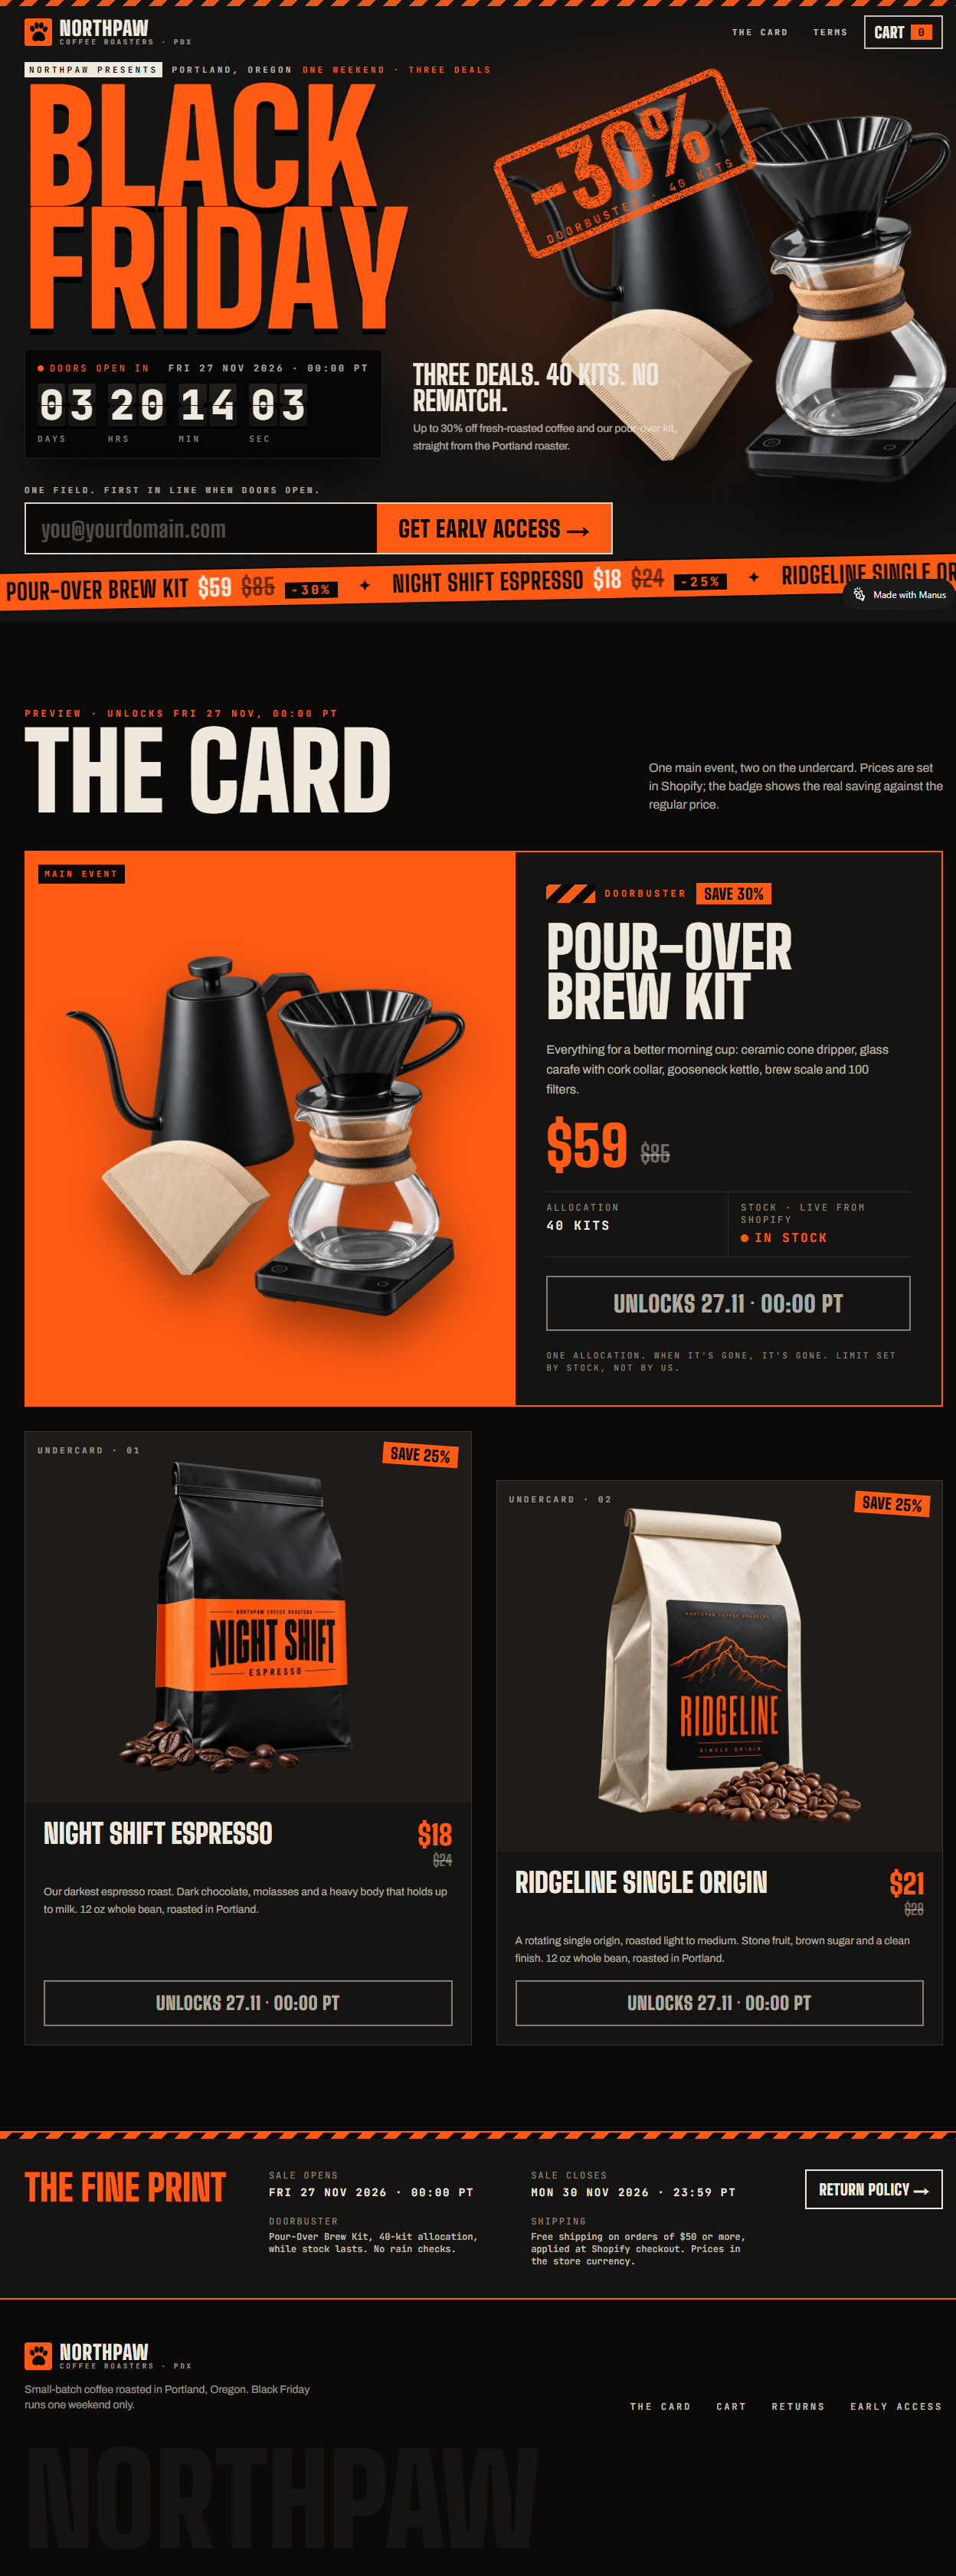 NORTHPAW
COFFEE ROASTERS · PDX
THE CARD
TERMS
CART 0
NORTHPAW PRESENTS PORTLAND, OREGON ONE WEEKEND · THREE DEALS
BLACK
FRIDAY
-30%
DOORBUSTER · 40 KITS
DOORS OPEN IN FRI 27 NOV 2026 · 00:00 PT
03 20 14 03
DAYS HRS MIN SEC
THREE DEALS. 40 KITS. NO
REMATCH.
Up to 30% off fresh-roasted coffee and our pour-over kit,
straight from the Portland roaster.
ONE FIELD. FIRST IN LINE WHEN DOORS OPEN.
you@yourdomain.com
GET EARLY ACCESS →
POUR-OVER BREW KIT $59 $85 -30% ✦ NIGHT SHIFT ESPRESSO $18 $24 -25% ✦ RIDGELINE SINGLE OR
Made with Manus
PREVIEW · UNLOCKS FRI 27 NOV, 00:00 PT
THE CARD
One main event, two on the undercard. Prices are set
in Shopify; the badge shows the real saving against the
regular price.
MAIN EVENT
DOORBUSTER SAVE 30%
POUR-OVER
BREW KIT
Everything for a better morning cup: ceramic cone dripper, glass
carafe with cork collar, gooseneck kettle, brew scale and 100
filters.
$59 $85
ALLOCATION
40 KITS
STOCK · LIVE FROM
SHOPIFY
IN STOCK
UNLOCKS 27.11 · 00:00 PT
ONE ALLOCATION. WHEN IT'S GONE, IT'S GONE. LIMIT SET
BY STOCK, NOT BY US.
UNDERCARD · 01
SAVE 25%
NORTHPAW COFFEE ROASTERS
NIGHT SHIFT
ESPRESSO
NIGHT SHIFT ESPRESSO
$18
$24
Our darkest espresso roast. Dark chocolate, molasses and a heavy body that holds up
to milk. 12 oz whole bean, roasted in Portland.
UNLOCKS 27.11 · 00:00 PT
UNDERCARD · 02
SAVE 25%
NORTHPAW COFFEE ROASTERS
RIDGELINE
SINGLE ORIGIN
RIDGELINE SINGLE ORIGIN
$21
$28
A rotating single origin, roasted light to medium. Stone fruit, brown sugar and a clean
finish. 12 oz whole bean, roasted in Portland.
UNLOCKS 27.11 · 00:00 PT
THE FINE PRINT
SALE OPENS
FRI 27 NOV 2026 · 00:00 PT
SALE CLOSES
MON 30 NOV 2026 · 23:59 PT
DOORBUSTER
Pour-Over Brew Kit, 40-kit allocation,
while stock lasts. No rain checks.
SHIPPING
Free shipping on orders of $50 or more,
applied at Shopify checkout. Prices in
the store currency.
RETURN POLICY →
NORTHPAW
COFFEE ROASTERS · PDX
Small-batch coffee roasted in Portland, Oregon. Black Friday
runs one weekend only.
THE CARD
CART
RETURNS
EARLY ACCESS
NORTHPAW